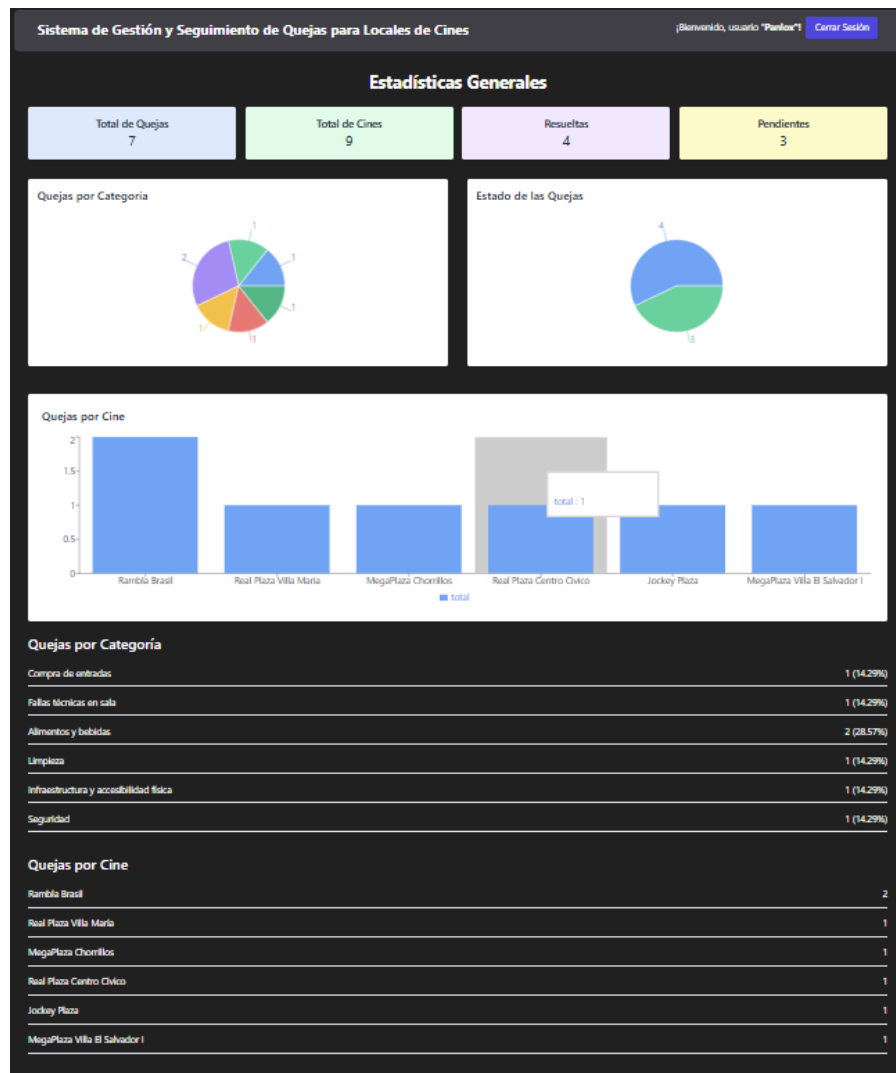 Sistema de Gestión y Seguimiento de Quejas para Locales de Cines
¡Bienvenido, usuario "Panlox"! Cerrar Sesión
Estadísticas Generales
Total de Quejas Total de Cines Resueltas Pendientes
7 9 4 3
Quejas por Categoria Estado de las Quejas
1 4
2 1
1 1
1 3
Quejas por Cine
2
1.5
total : 1
1
0.5
0
Rambla Brasil Real Plaza Villa Maria MegaPlaza Chorrillos Real Plaza Centro Civico Jockey Plaza MegaPlaza Villa El Salvador I
total
Quejas por Categoría
Compra de entradas 1 (14.29%)
Fallas técnicas en sala 1 (14.29%)
Alimentos y bebidas 2 (28.57%)
Limpieza 1 (14.29%)
Infraestructura y accesibilidad física 1 (14.29%)
Seguridad 1 (14.29%)
Quejas por Cine
Rambla Brasil 2
Real Plaza Villa Maria 1
MegaPlaza Chorrillos 1
Real Plaza Centro Civico 1
Jockey Plaza 1
MegaPlaza Villa El Salvador I 1